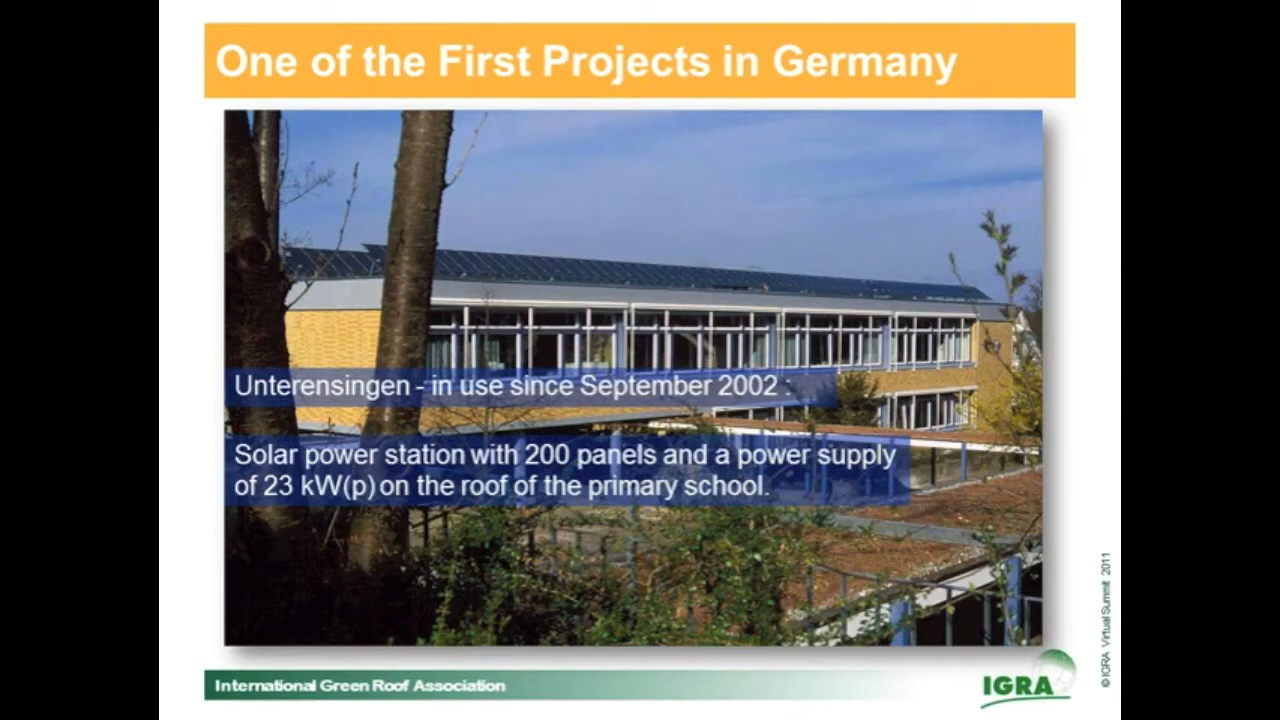 One of the First Projects in Germany
Unterensingen - in use since September 2002 :
Solar power station with 200 panels and a power supply
of 23 kW(p) on the roof of the primary school.
International Green Roof Association
IGRA
© IGRA Virtual Summit 2011